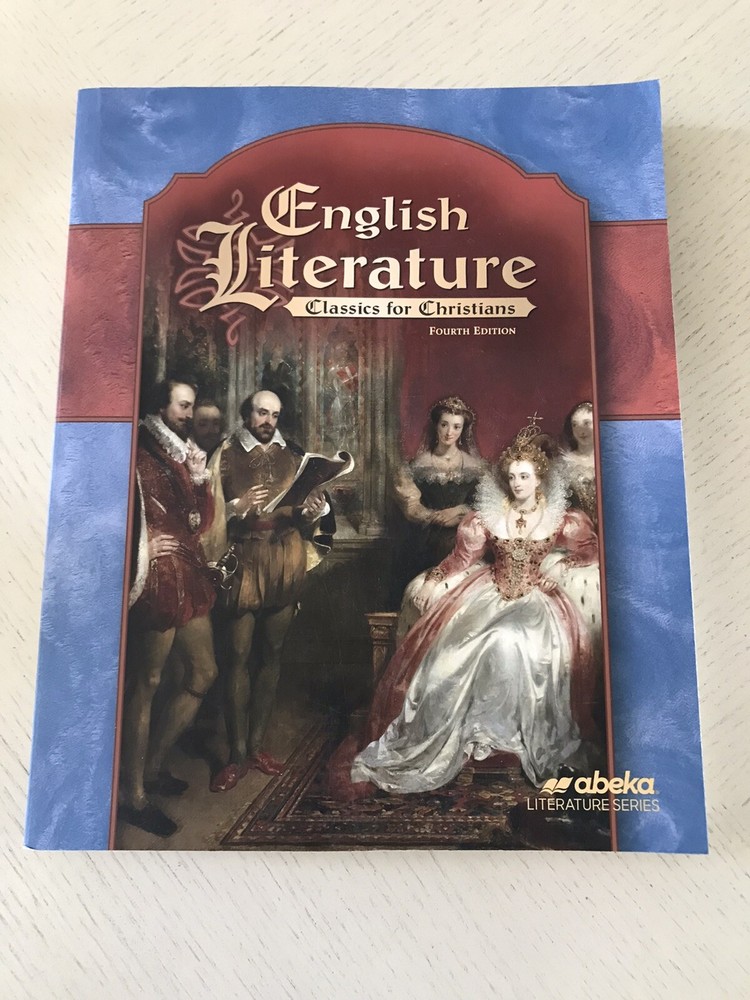 English
Literature
Classics for Christians
Fourth Edition
abeka®
LITERATURE SERIES